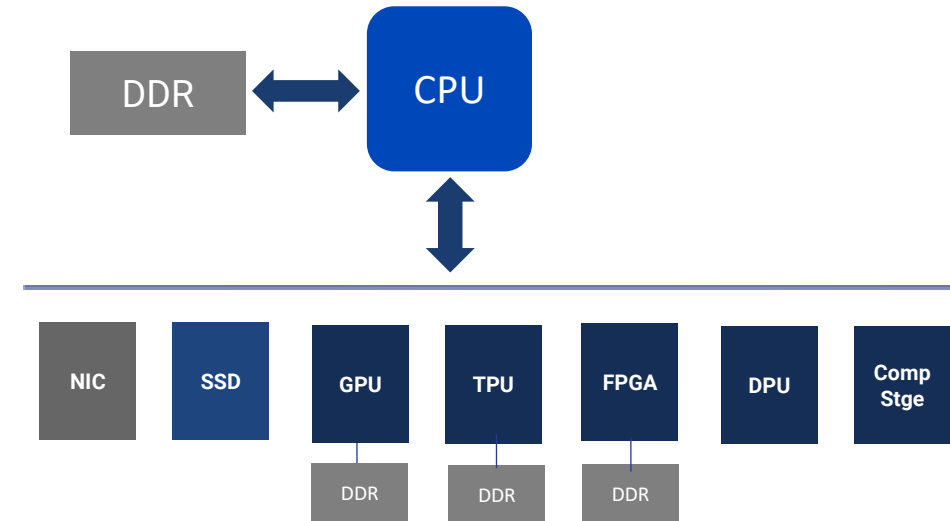 DDR
CPU
NIC
SSD
GPU
TPU
FPGA
DPU
Comp
Stge
DDR
DDR
DDR